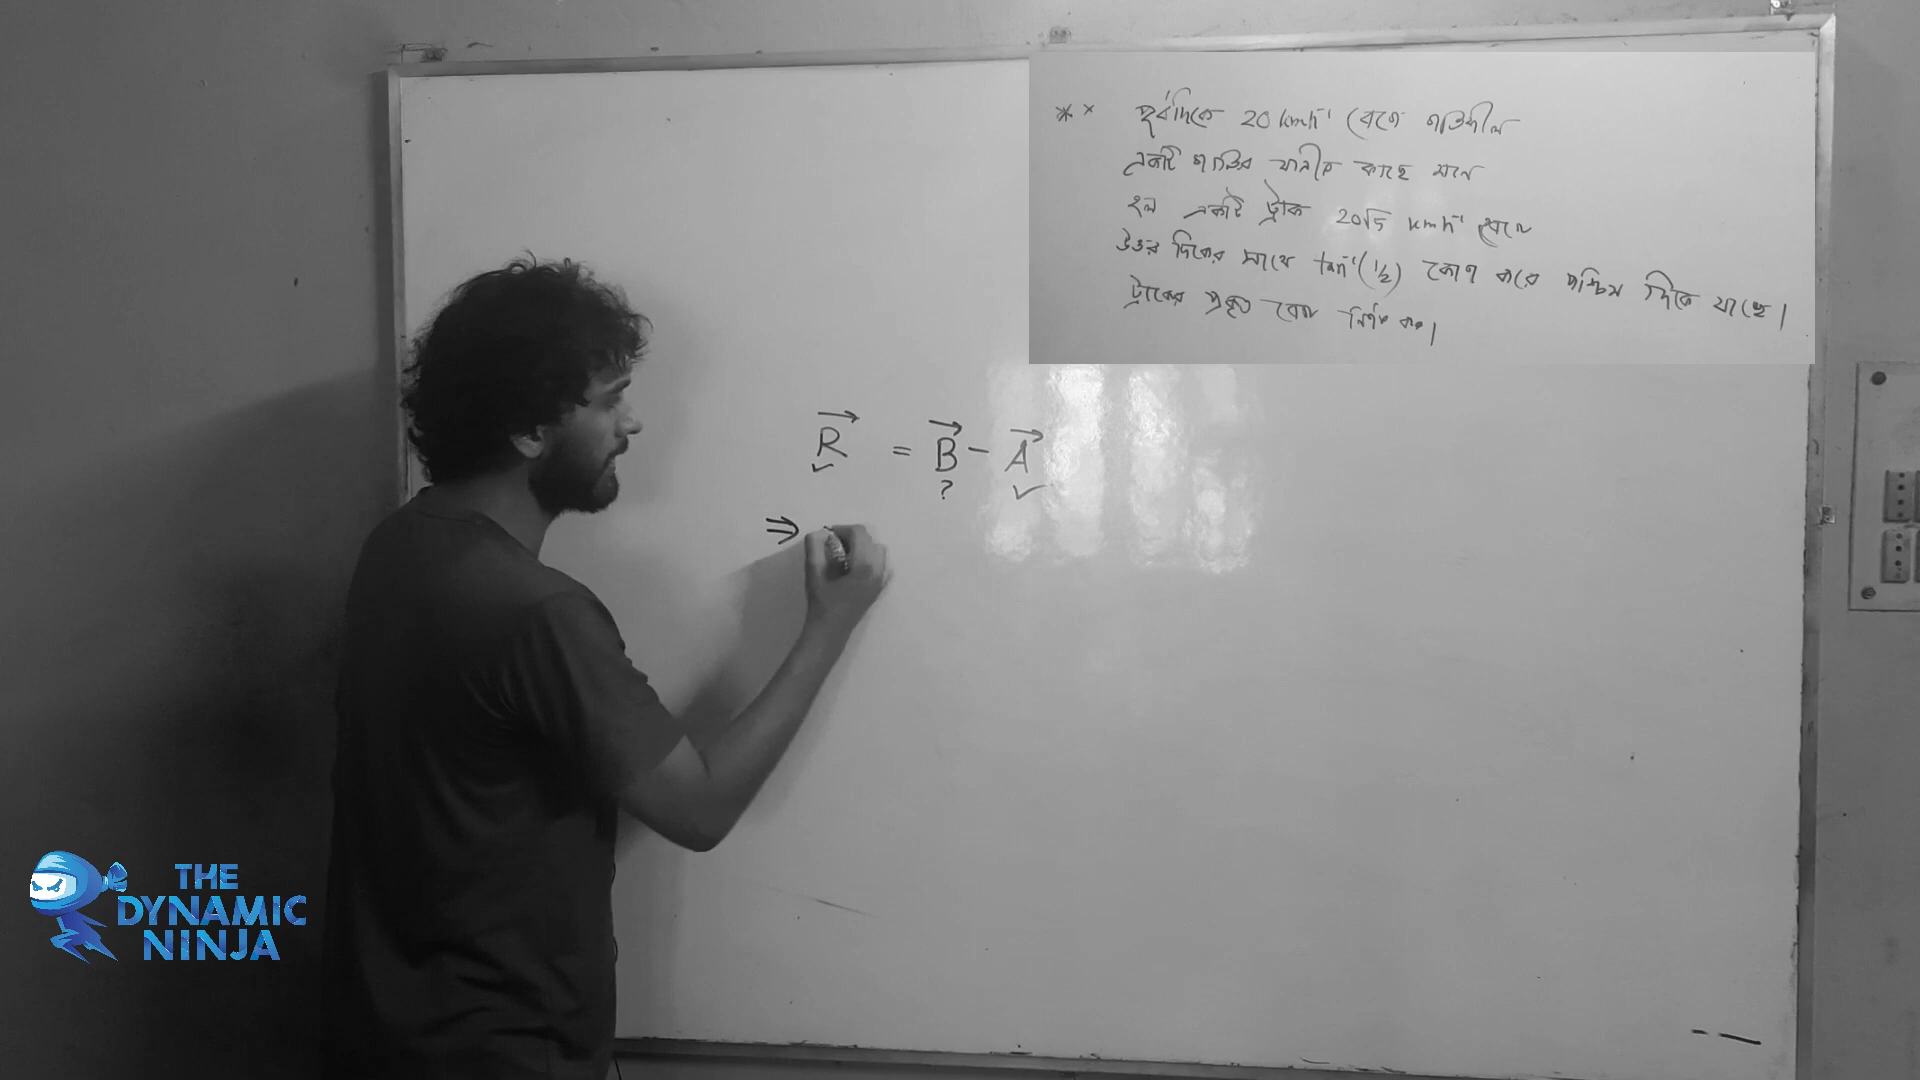 ** পূর্বদিকে 20 kmh⁻¹ বেগে গতিশীল
একটি গাড়ির যাত্রীর কাছে মনে
হল একটি ট্রাক 20√5 kmh⁻¹ বেগে
উত্তর দিকের সাথে tan⁻¹(1/2) কোণ করে পশ্চিম দিকে যাচ্ছে।
ট্রাকের প্রকৃত বেগ নির্ণয় কর।
R⃗ = B⃗ - A⃗
✓ ? ✓
⇒
THE
DYNAMIC
NINJA